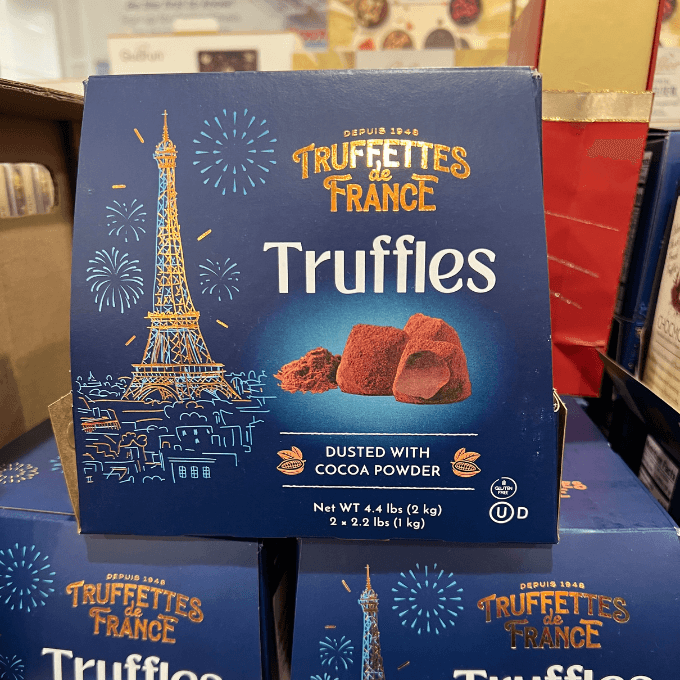 DEPUIS 1948
TRUFFETTES
de
FRANCE
Truffles
DUSTED WITH
COCOA POWDER
GLUTEN
FREE
U D
Net WT 4.4 lbs (2 kg)
2 x 2.2 lbs (1 kg)
DEPUIS 1948
TRUFFETTES
de
FRANCE
Truffles
DEPUIS 1948
TRUFFETTES
de
FRANCE
Truffles